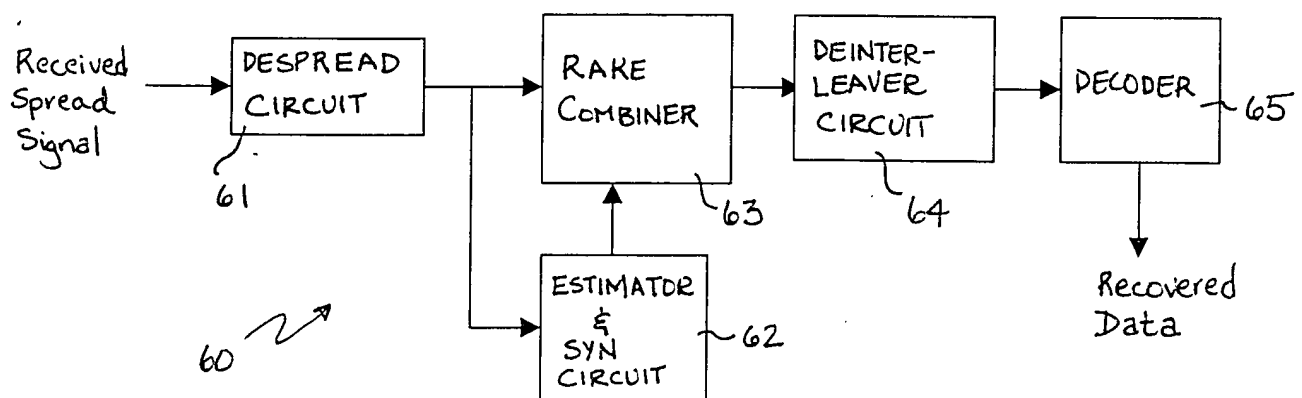 Received
Spread
Signal
DESPREAD
CIRCUIT
61
RAKE
COMBINER
63
DEINTER-
LEAVER
CIRCUIT
64
DECODER
65
ESTIMATOR
&
SYN
CIRCUIT
62
60
Recovered
Data